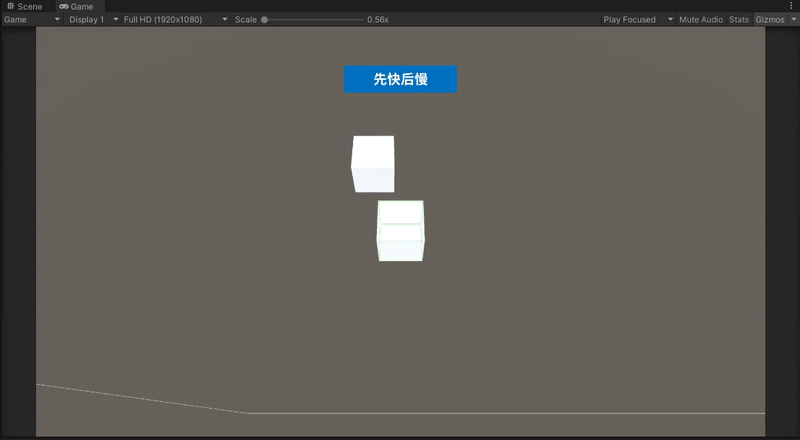 Scene Game
Game Display 1 Full HD (1920x1080) Scale 0.56x Play Focused Mute Audio Stats Gizmos
先快后慢